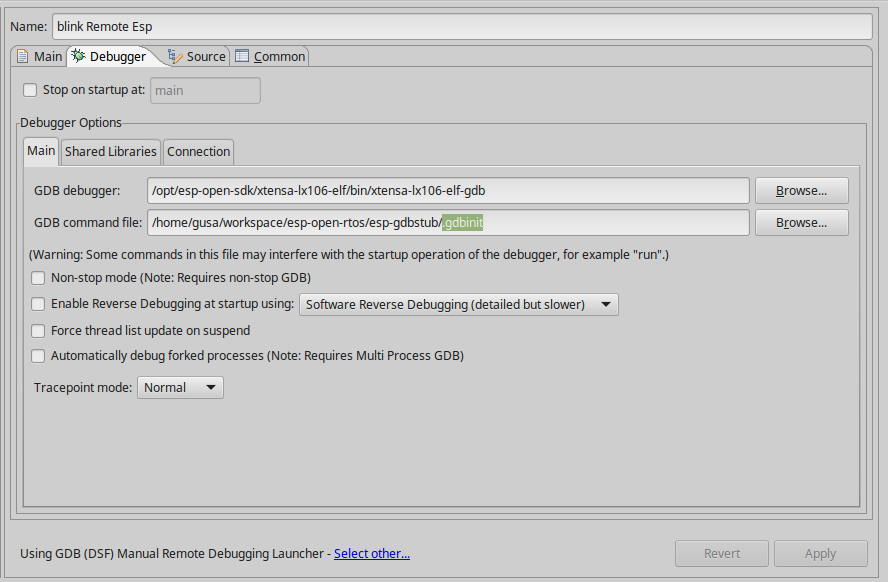 Name: blink Remote Esp
Main Debugger Source Common
Stop on startup at: main
Debugger Options
Main Shared Libraries Connection
GDB debugger: /opt/esp-open-sdk/xtensa-lx106-elf/bin/xtensa-lx106-elf-gdb Browse...
GDB command file: /home/gusa/workspace/esp-open-rtos/esp-gdbstub/.gdbinit Browse...
(Warning: Some commands in this file may interfere with the startup operation of the debugger, for example "run".)
Non-stop mode (Note: Requires non-stop GDB)
Enable Reverse Debugging at startup using: Software Reverse Debugging (detailed but slower)
Force thread list update on suspend
Automatically debug forked processes (Note: Requires Multi Process GDB)
Tracepoint mode: Normal
Using GDB (DSF) Manual Remote Debugging Launcher - Select other... Revert Apply